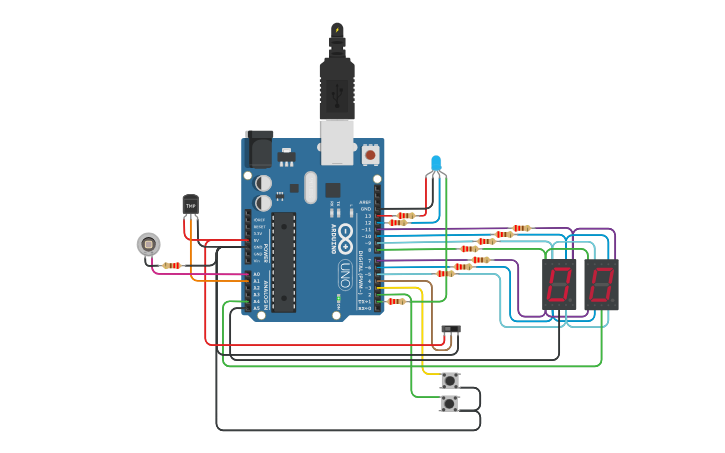 TMP
AREF
GND
13
12
~11
~10
~9
8
7
~6
~5
4
~3
2
TX→1
RX←0
DIGITAL (PWM~)
IOREF
RESET
3.3V
5V
GND
GND
Vin
POWER
A0
A1
A2
A3
A4
A5
ANALOG IN
ARDUINO
UNO
L
TX
RX